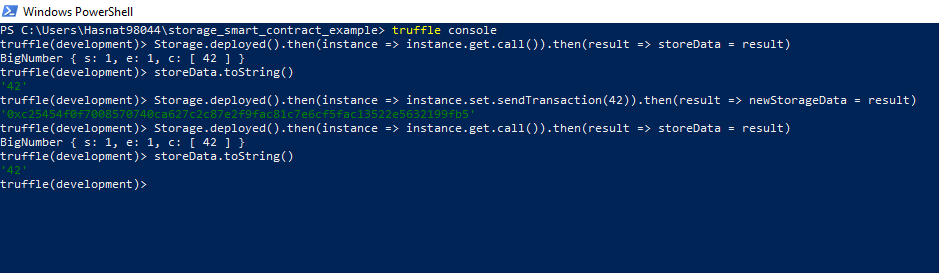 Windows PowerShell
PS C:\Users\Hasnat98044\storage_smart_contract_example> truffle console
truffle(development)> Storage.deployed().then(instance => instance.get.call()).then(result => storeData = result)
BigNumber { s: 1, e: 1, c: [ 42 ] }
truffle(development)> storeData.toString()
'42'
truffle(development)> Storage.deployed().then(instance => instance.set.sendTransaction(42)).then(result => newStorageData = result)
'0xc25454f0f7008570740ca627c2c87e2f9fac81c7e6cf5fac13522e5632199fb5'
truffle(development)> Storage.deployed().then(instance => instance.get.call()).then(result => storeData = result)
BigNumber { s: 1, e: 1, c: [ 42 ] }
truffle(development)> storeData.toString()
'42'
truffle(development)>